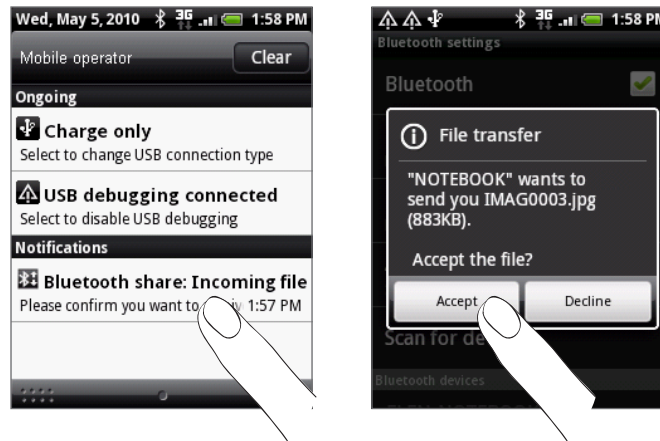 Wed, May 5, 2010
3G
1:58 PM
Mobile operator
Clear
Ongoing
Charge only
Select to change USB connection type
USB debugging connected
Select to disable USB debugging
Notifications
Bluetooth share: Incoming file
Please confirm you want to
1:57 PM
3G
1:58 PM
Bluetooth settings
Bluetooth
File transfer
"NOTEBOOK" wants to
send you IMAG0003.jpg
(883KB).
Accept the file?
Accept
Decline
Scan for
Bluetooth devices